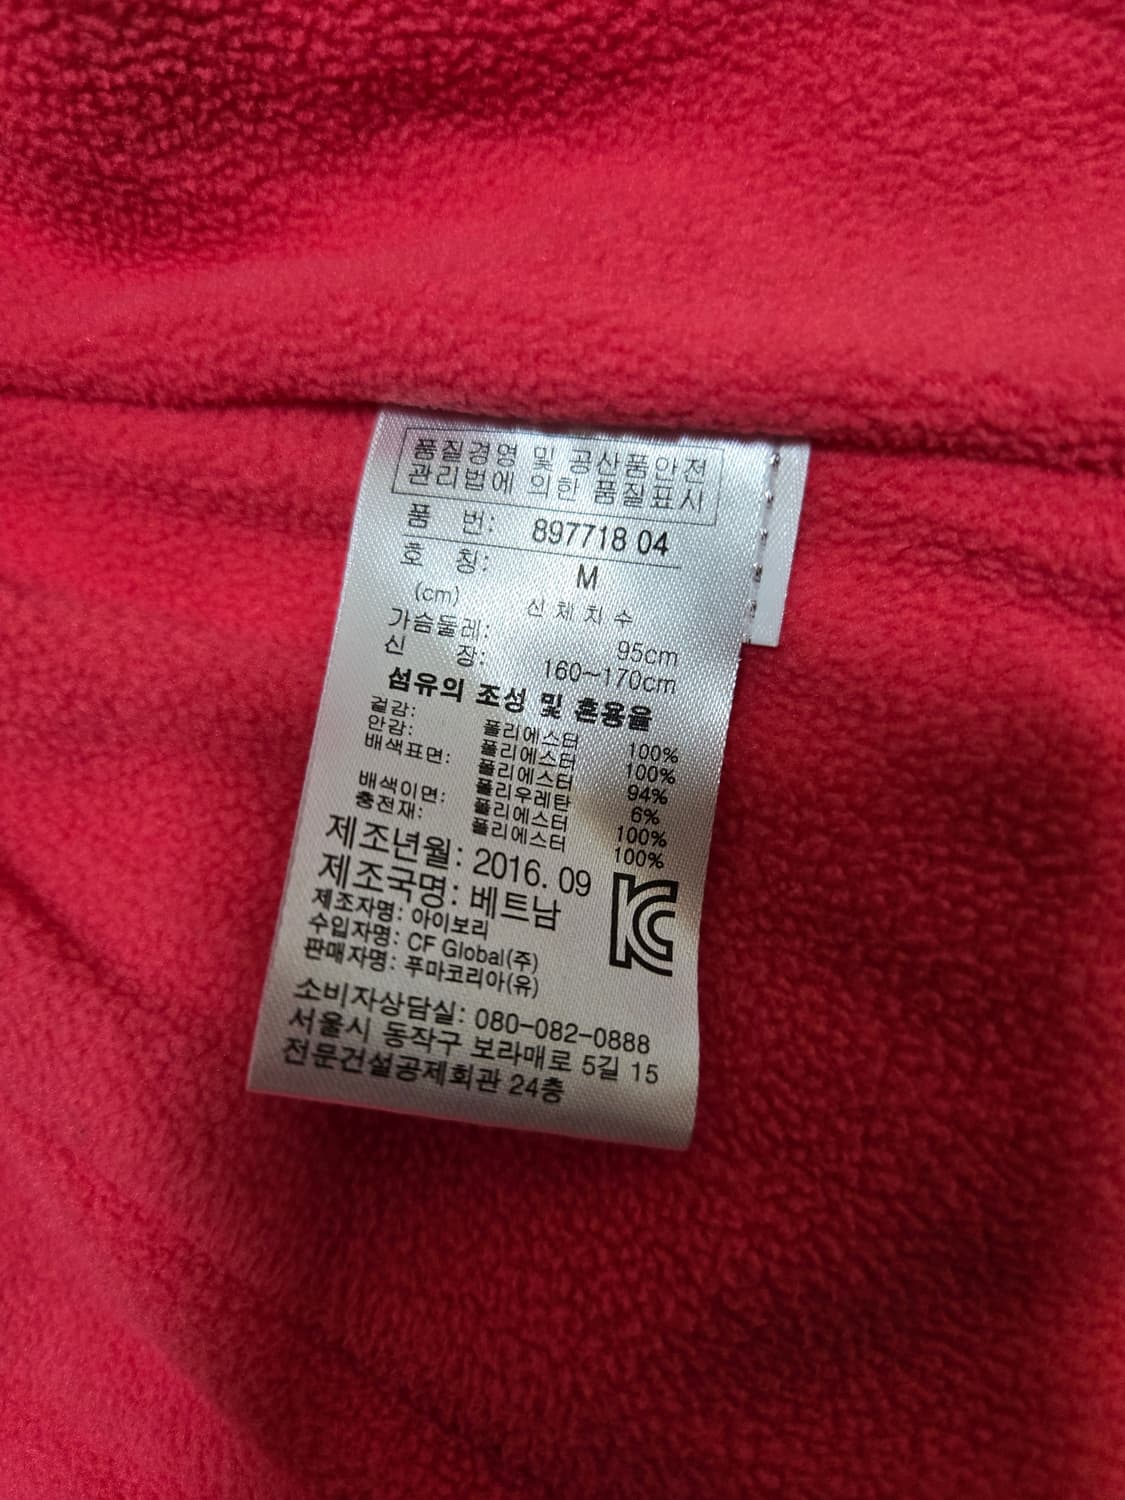 품질경영 및 공산품안전
관리법에 의한 품질표시
품 번: 897718 04
호 칭: M
(cm) 신체치수
가슴둘레: 95cm
신 장: 160~170cm
섬유의 조성 및 혼용율
겉감: 폴리에스터 100%
안감: 폴리에스터 100%
배색표면: 폴리에스터 94%
폴리우레탄 6%
배색이면: 폴리에스터 100%
충전재: 폴리에스터 100%
제조년월: 2016. 09
제조국명: 베트남
제조자명: 아이보리
수입자명: CF Global(주)
판매자명: 푸마코리아(유)
KC
소비자상담실: 080-082-0888
서울시 동작구 보라매로 5길 15
전문건설공제회관 24층